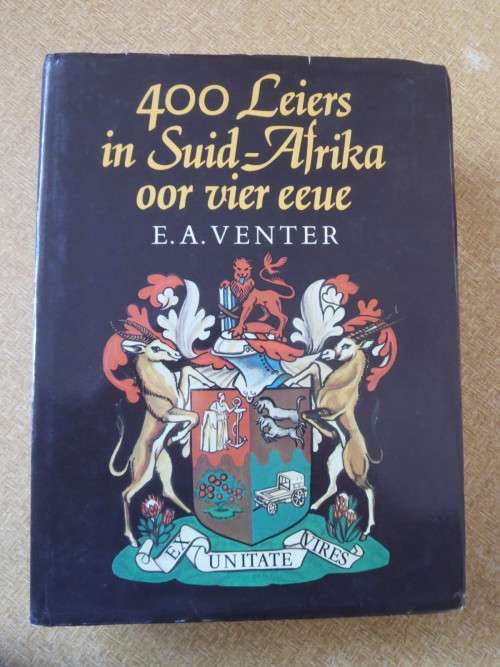 400 Leiers
in Suid-Afrika
oor vier eeue
E.A.VENTER
EX UNITATE VIRES